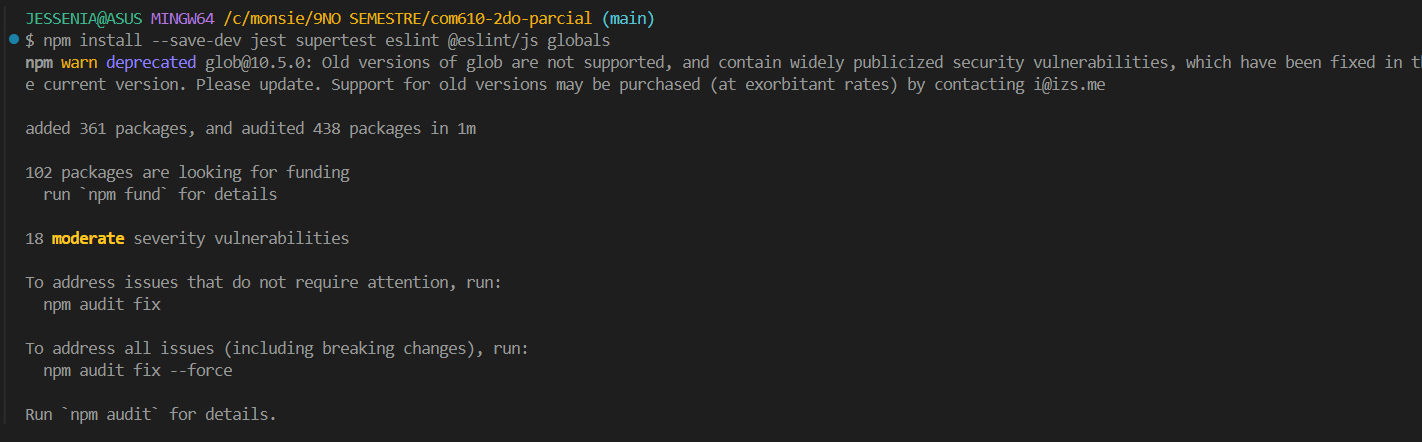 JESSENIA@ASUS MINGW64 /c/monsie/9NO SEMESTRE/com610-2do-parcial (main)
$ npm install --save-dev jest supertest eslint @eslint/js globals
npm warn deprecated glob@10.5.0: Old versions of glob are not supported, and contain widely publicized security vulnerabilities, which have been fixed in th
e current version. Please update. Support for old versions may be purchased (at exorbitant rates) by contacting i@izs.me
added 361 packages, and audited 438 packages in 1m
102 packages are looking for funding
run `npm fund` for details
18 moderate severity vulnerabilities
To address issues that do not require attention, run:
npm audit fix
To address all issues (including breaking changes), run:
npm audit fix --force
Run `npm audit` for details.